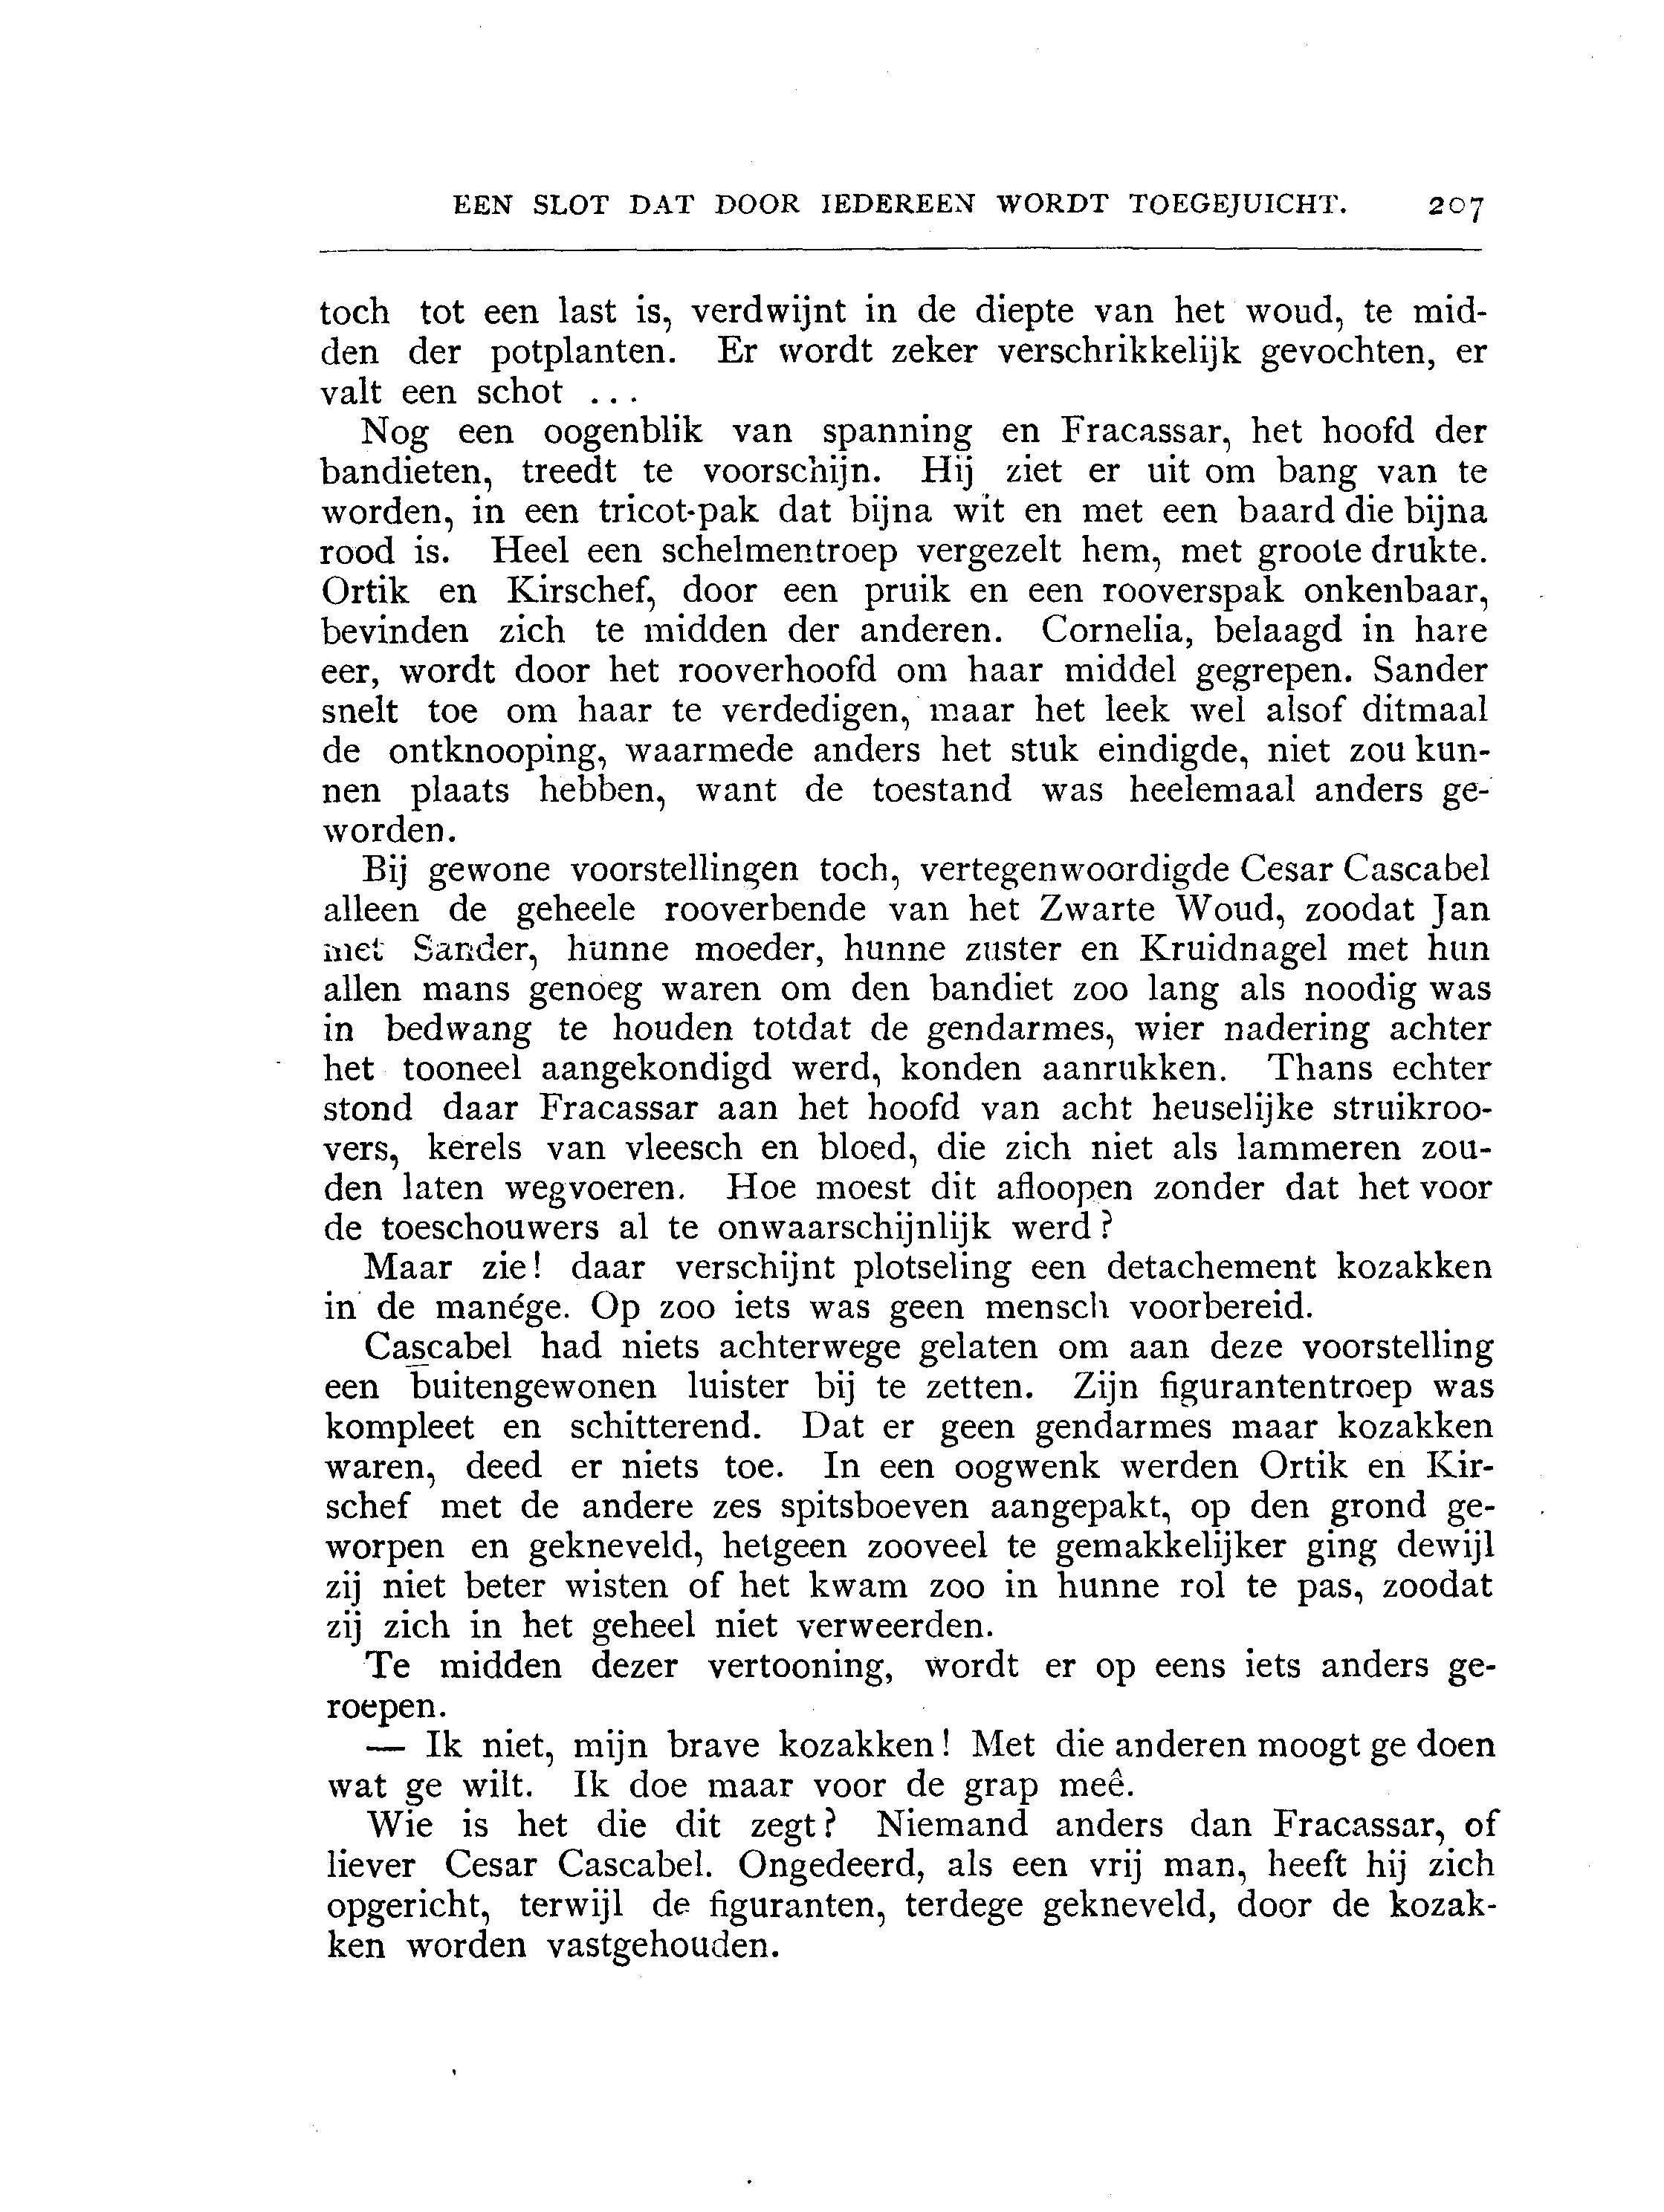 EEN SLOT DAT DOOR IEDEREEN WORDT TOEGEJUICHT. 207
toch tot een last is, verdwijnt in de diepte van het woud, te mid-
den der potplanten. Er wordt zeker verschrikkelijk gevochten, er
valt een schot ...
Nog een oogenblik van spanning en Fracassar, het hoofd der
bandieten, treedt te voorschijn. Hij ziet er uit om bang van te
worden, in een tricot-pak dat bijna wit en met een baard die bijna
rood is. Heel een schelmentroep vergezelt hem, met groote drukte.
Ortik en Kirschef, door een pruik en een rooverspak onkenbaar,
bevinden zich te midden der anderen. Cornelia, belaagd in hare
eer, wordt door het rooverhoofd om haar middel gegrepen. Sander
snelt toe om haar te verdedigen, maar het leek wel alsof ditmaal
de ontknooping, waarmede anders het stuk eindigde, niet zou kun-
nen plaats hebben, want de toestand was heelemaal anders ge-
worden.
Bij gewone voorstellingen toch, vertegenwoordigde Cesar Cascabel
alleen de geheele rooverbende van het Zwarte Woud, zoodat Jan
met Sander, hunne moeder, hunne zuster en Kruidnagel met hun
allen mans genoeg waren om den bandiet zoo lang als noodig was
in bedwang te houden totdat de gendarmes, wier nadering achter
het tooneel aangekondigd werd, konden aanrukken. Thans echter
stond daar Fracassar aan het hoofd van acht heuselijke struikroo-
vers, kerels van vleesch en bloed, die zich niet als lammeren zou-
den laten wegvoeren. Hoe moest dit afloopen zonder dat het voor
de toeschouwers al te onwaarschijnlijk werd?
Maar zie! daar verschijnt plotseling een detachement kozakken
in de manége. Op zoo iets was geen mensch voorbereid.
Cascabel had niets achterwege gelaten om aan deze voorstelling
een buitengewonen luister bij te zetten. Zijn figurantentroep was
kompleet en schitterend. Dat er geen gendarmes maar kozakken
waren, deed er niets toe. In een oogwenk werden Ortik en Kir-
schef met de andere zes spitsboeven aangepakt, op den grond ge-
worpen en gekneveld, hetgeen zooveel te gemakkelijker ging dewijl
zij niet beter wisten of het kwam zoo in hunne rol te pas, zoodat
zij zich in het geheel niet verweerden.
Te midden dezer vertooning, wordt er op eens iets anders ge-
roepen.
— Ik niet, mijn brave kozakken! Met die anderen moogt ge doen
wat ge wilt. Ik doe maar voor de grap meê.
Wie is het die dit zegt? Niemand anders dan Fracassar, of
liever Cesar Cascabel. Ongedeerd, als een vrij man, heeft hij zich
opgericht, terwijl de figuranten, terdege gekneveld, door de kozak-
ken worden vastgehouden.